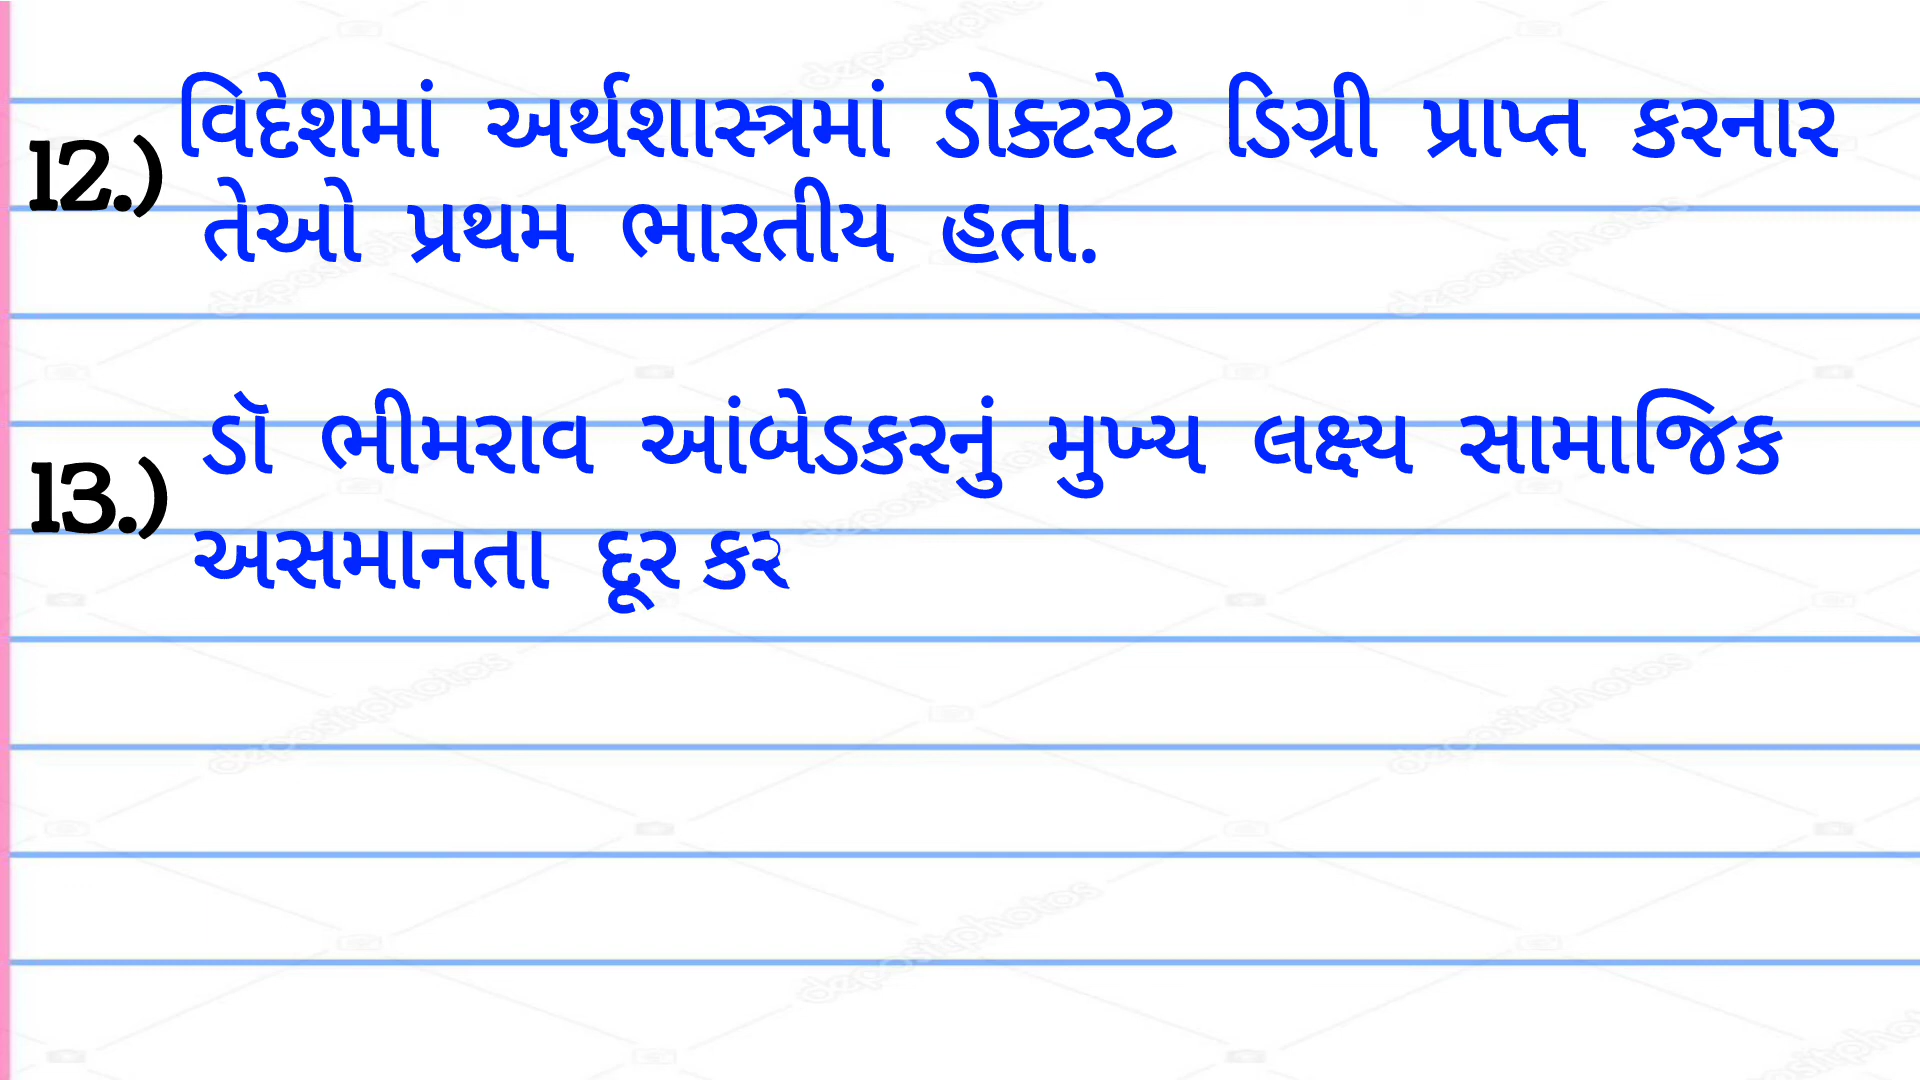 12.) વિદેશમાં અર્થશાસ્ત્રમાં ડોક્ટરેટ ડિગ્રી પ્રાપ્ત કરનાર
તેઓ પ્રથમ ભારતીય હતા.
13.) ડૉ ભીમરાવ આંબેડકરનું મુખ્ય લક્ષ્ય સામાજિક
અસમાનતા દૂર કર